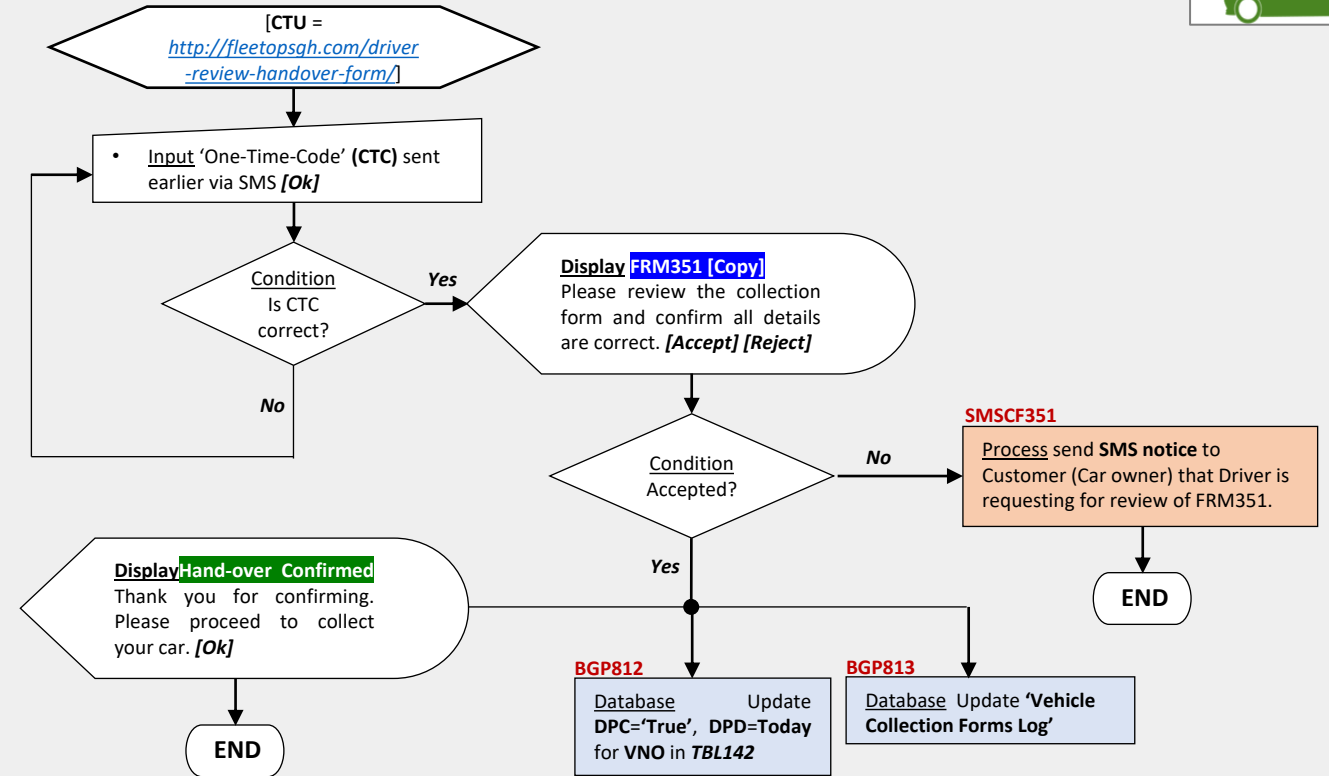 [CTU =
http://fleetopsgh.com/driver
-review-handover-form/]
• Input ‘One-Time-Code’ (CTC) sent
earlier via SMS [Ok]
Condition
Is CTC
correct?
Yes
No
Display FRM351 [Copy]
Please review the collection
form and confirm all details
are correct. [Accept] [Reject]
Condition
Accepted?
No
Yes
SMSCF351
Process send SMS notice to
Customer (Car owner) that Driver is
requesting for review of FRM351.
END
DisplayHand-over Confirmed
Thank you for confirming.
Please proceed to collect
your car. [Ok]
END
BGP812
Database Update
DPC=‘True’, DPD=Today
for VNO in TBL142
BGP813
Database Update ‘Vehicle
Collection Forms Log’